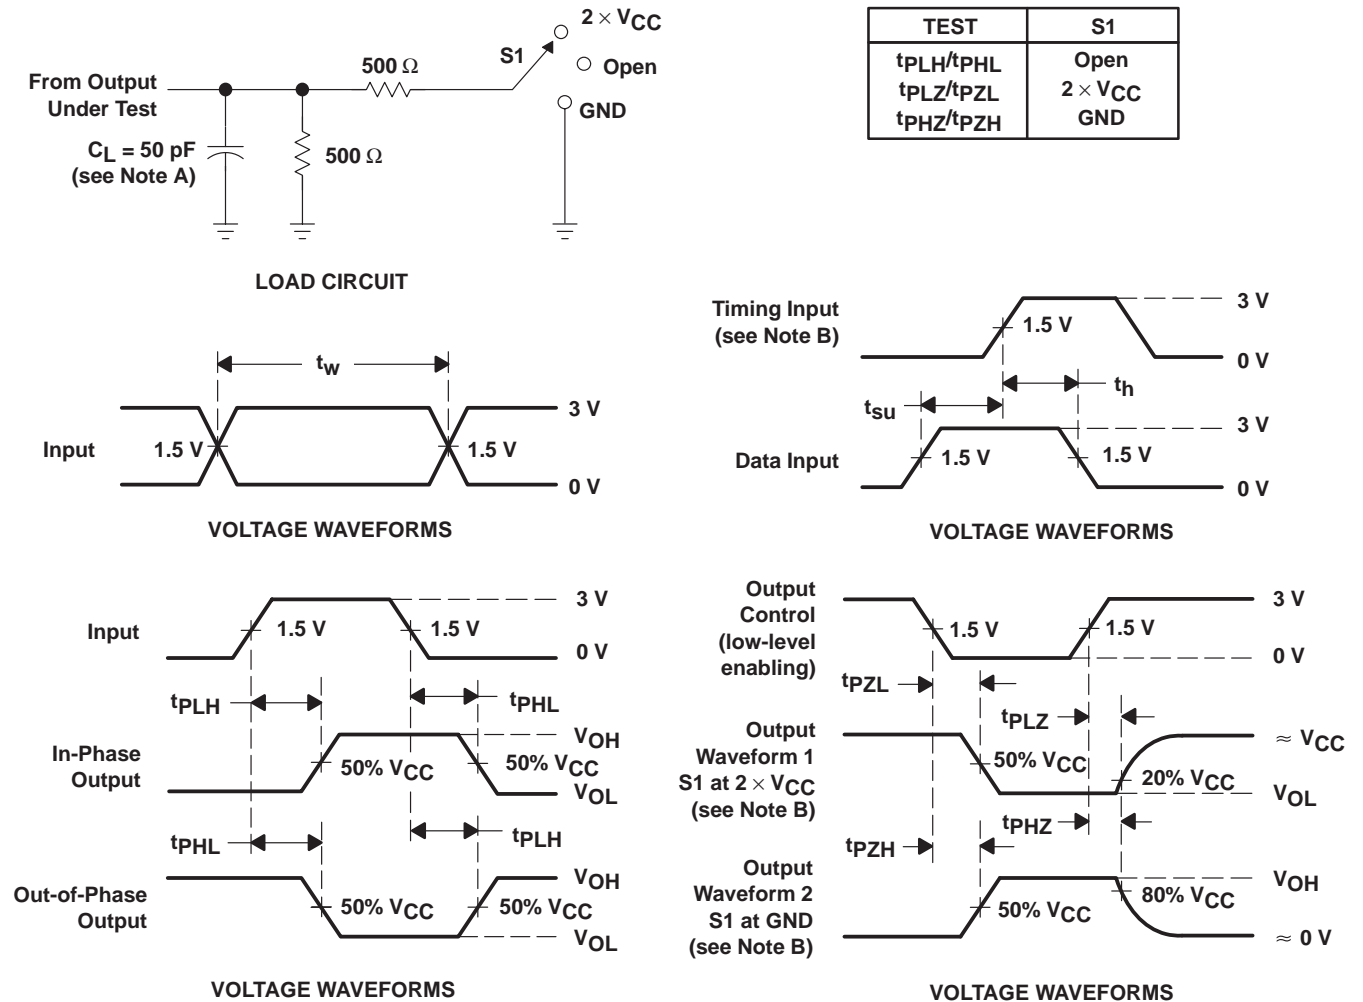 2 × VCC
S1
500 Ω
Open
From Output
Under Test
GND
CL = 50 pF
(see Note A)
500 Ω
LOAD CIRCUIT
TEST S1
tPLH/tPHL Open
tPLZ/tPZL 2 × VCC
tPHZ/tPZH GND
tw
3 V
Input
1.5 V
1.5 V
0 V
VOLTAGE WAVEFORMS
Timing Input
(see Note B)
3 V
1.5 V
0 V
th
tsu
3 V
Data Input
1.5 V
1.5 V
0 V
VOLTAGE WAVEFORMS
3 V
Input
1.5 V
1.5 V
0 V
tPLH
tPHL
VOH
In-Phase
Output
50% VCC
50% VCC
VOL
tPHL
tPLH
VOH
Out-of-Phase
Output
50% VCC
50% VCC
VOL
VOLTAGE WAVEFORMS
Output
Control
(low-level
enabling)
3 V
1.5 V
1.5 V
0 V
tPZL
tPLZ
Output
Waveform 1
S1 at 2 × VCC
(see Note B)
≈ VCC
50% VCC
20% VCC
VOL
tPHZ
tPZH
Output
Waveform 2
S1 at GND
(see Note B)
VOH
50% VCC
80% VCC
≈ 0 V
VOLTAGE WAVEFORMS